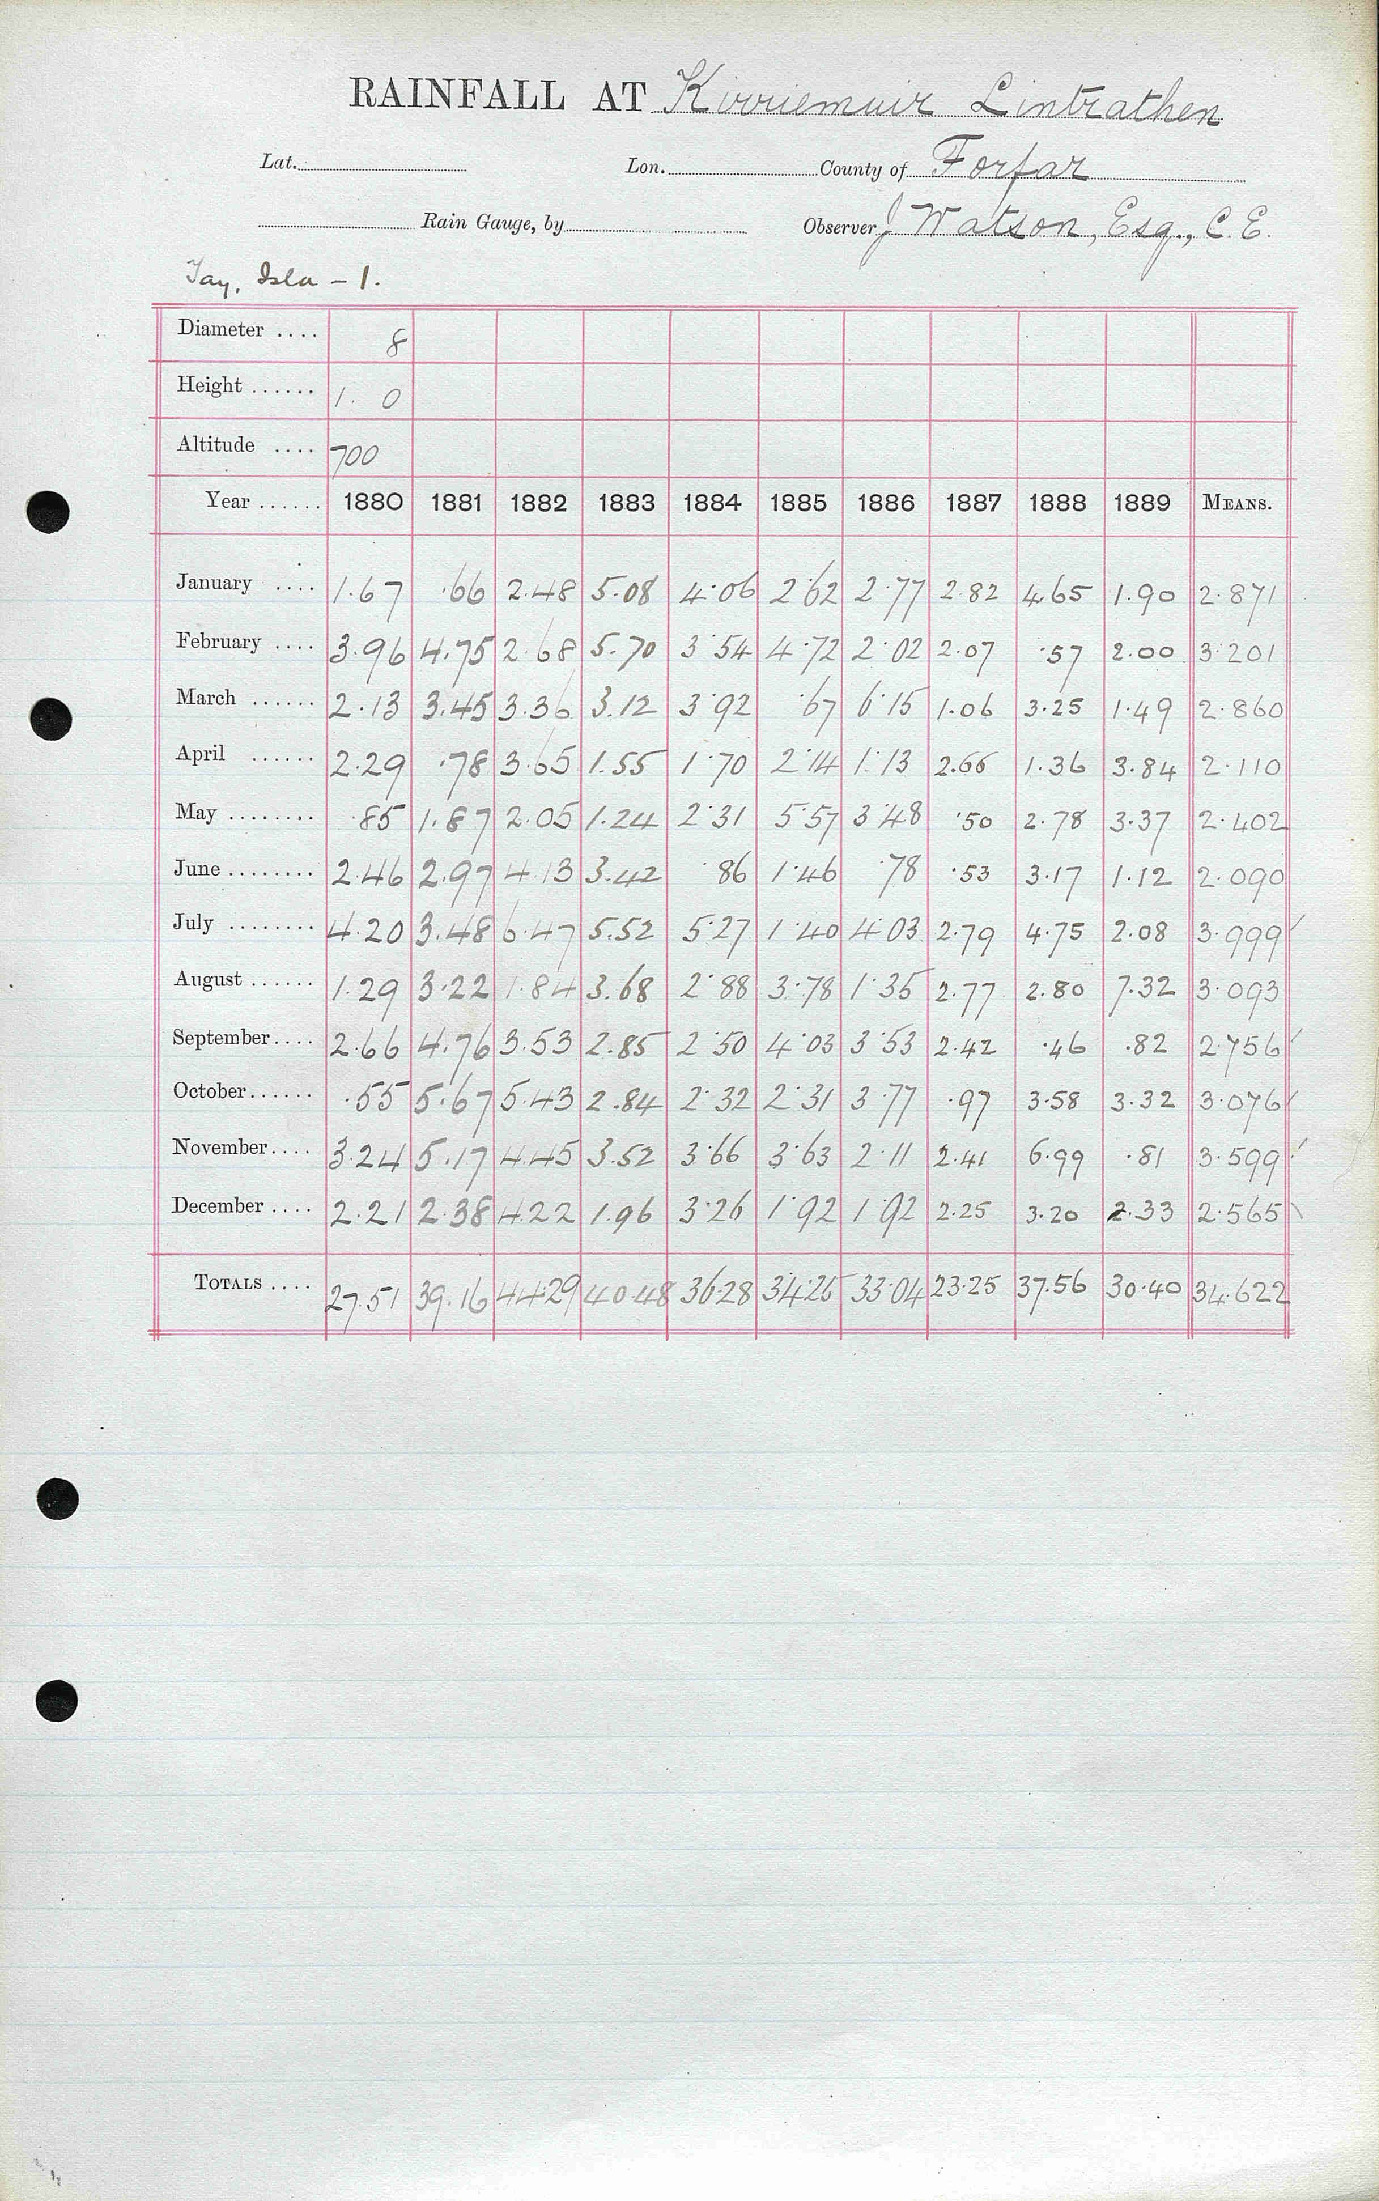 RAINFALL AT Kirriemuir Lintrathen
Lat. Lon. County of Forfar
Rain Gauge, by Observer J Watson, Esq., C.E.
Tay, Isla - 1.
Diameter .... 8
Height ...... 1. 0
Altitude .... 700
Year ...... 1880 1881 1882 1883 1884 1885 1886 1887 1888 1889 MEANS.
January .... 1.67 .66 2.48 5.08 4.06 2.62 2.77 2.82 4.65 1.90 2.871
February .... 3.96 4.75 2.68 5.70 3.54 4.72 2.02 2.07 .57 2.00 3.201
March ...... 2.13 3.45 3.36 3.12 3.92 .67 6.15 1.06 3.25 1.49 2.860
April ...... 2.29 .78 3.65 1.55 1.70 2.14 1.13 2.66 1.36 3.84 2.110
May ........ .85 1.87 2.05 1.24 2.31 5.57 3.48 .50 2.78 3.37 2.402
June ........ 2.46 2.97 4.13 3.42 .86 1.46 .78 .53 3.17 1.12 2.090
July ........ 4.20 3.48 6.47 5.52 5.27 1.40 4.03 2.79 4.75 2.08 3.999
August ...... 1.29 3.22 1.84 3.68 2.88 3.78 1.35 2.77 2.80 7.32 3.093
September .... 2.66 4.76 3.53 2.85 2.50 4.03 3.53 2.42 .46 .82 2.756
October ...... .55 5.67 5.43 2.84 2.32 2.31 3.77 .97 3.58 3.32 3.076
November .... 3.24 5.17 4.45 3.52 3.66 3.63 2.11 2.41 6.99 .81 3.599
December .... 2.21 2.38 4.22 1.96 3.26 1.92 1.92 2.25 3.20 2.33 2.565
TOTALS .... 27.51 39.16 44.29 40.48 36.28 34.25 33.04 23.25 37.56 30.40 34.622